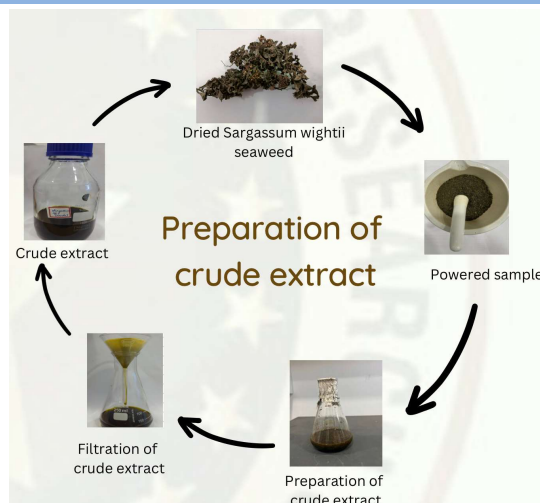 Dried Sargassum wightii
seaweed
Preparation of
crude extract
Crude extract
Powered sample
Filtration of
crude extract
Preparation of
crude extract